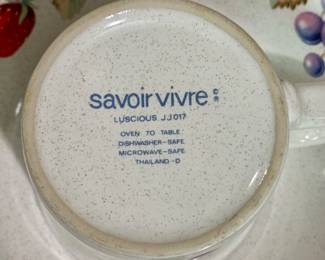 savoir vivre © ®
LUSCIOUS JJ017
OVEN TO TABLE
DISHWASHER-SAFE
MICROWAVE-SAFE
THAILAND-D